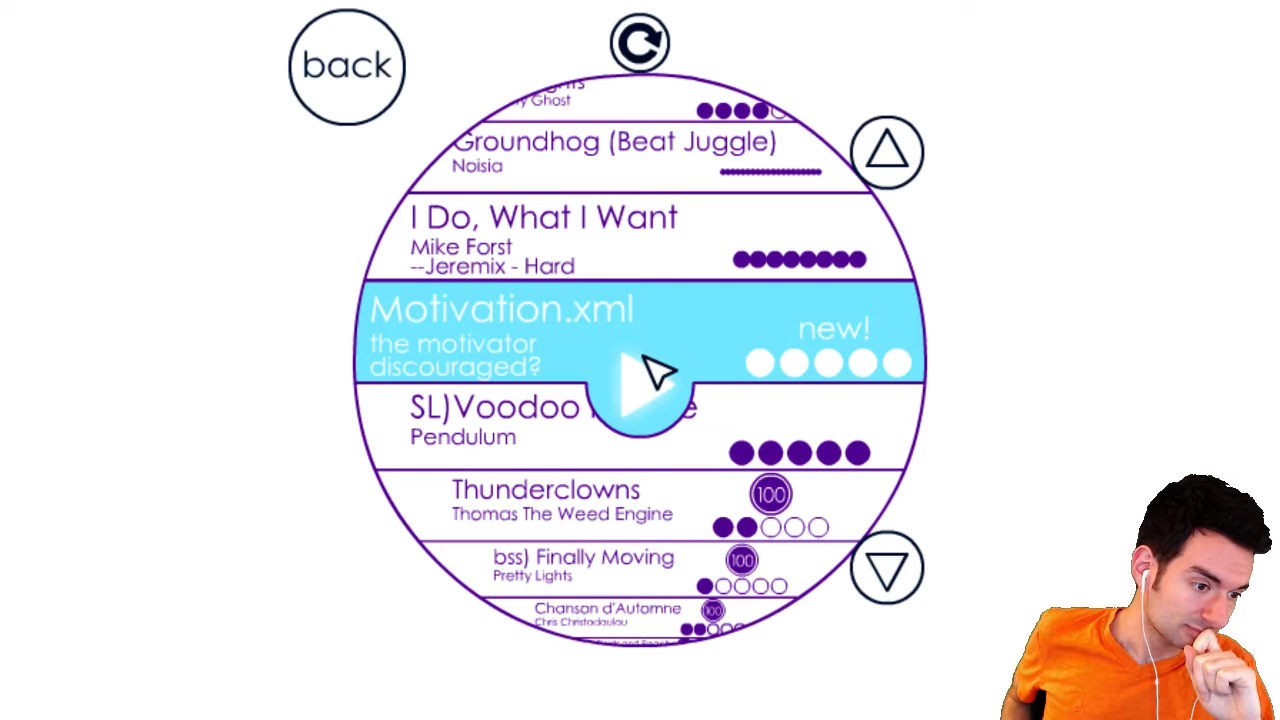 back
Ghost
Groundhog (Beat Juggle)
Noisia
I Do, What I Want
Mike Forst
--Jeremix - Hard
Motivation.xml
new!
the motivator
discouraged?
SL)Voodoo
Pendulum
Thunderclowns
100
Thomas The Weed Engine
bss) Finally Moving
100
Pretty Lights
Chanson d'Automne
100
Chris Christodoulou